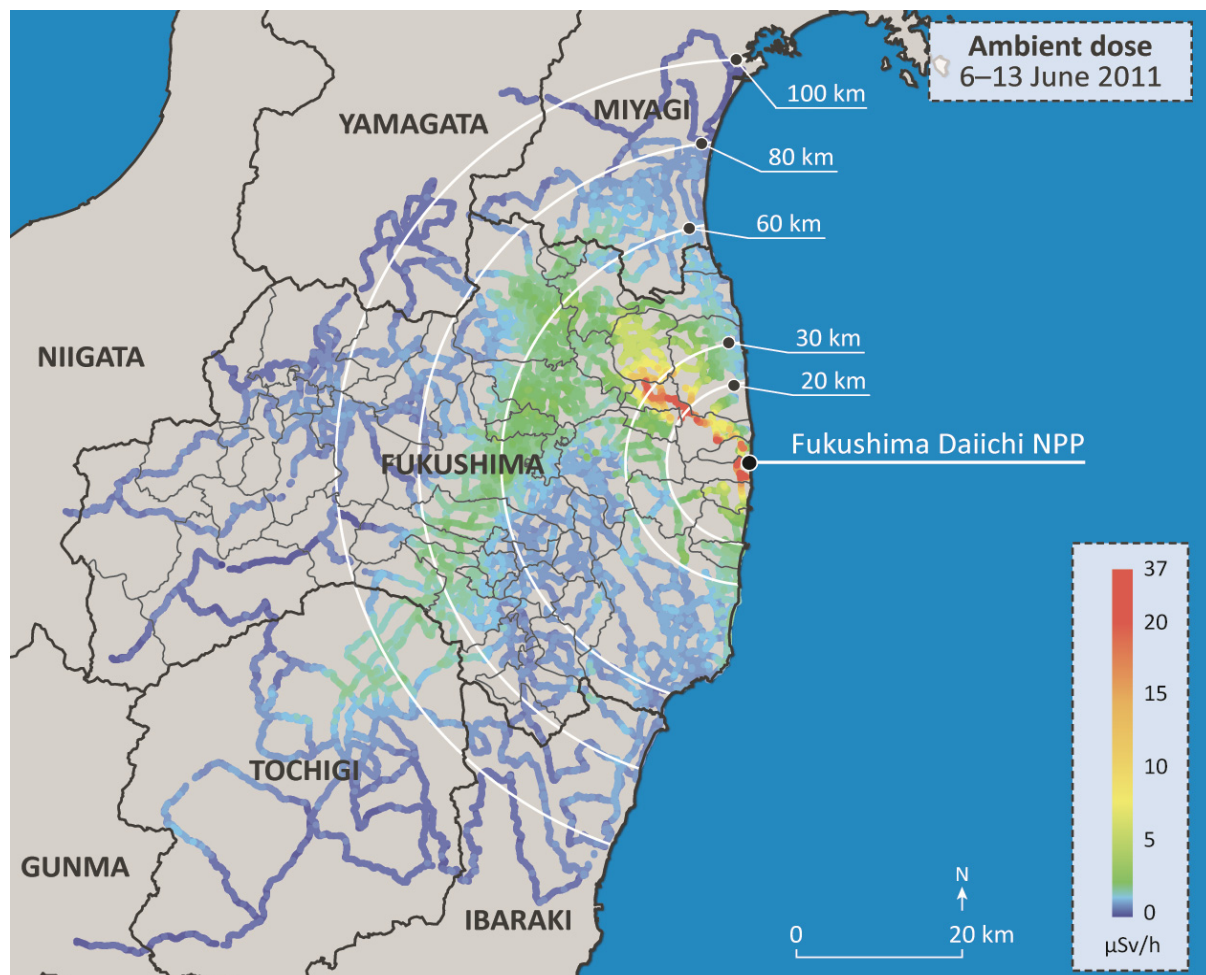 Ambient dose
6–13 June 2011
100 km
MIYAGI
YAMAGATA
80 km
60 km
NIIGATA
30 km
20 km
Fukushima Daiichi NPP
FUKUSHIMA
37
20
15
10
5
0
µSv/h
TOCHIGI
GUNMA
IBARAKI
N
0 20 km